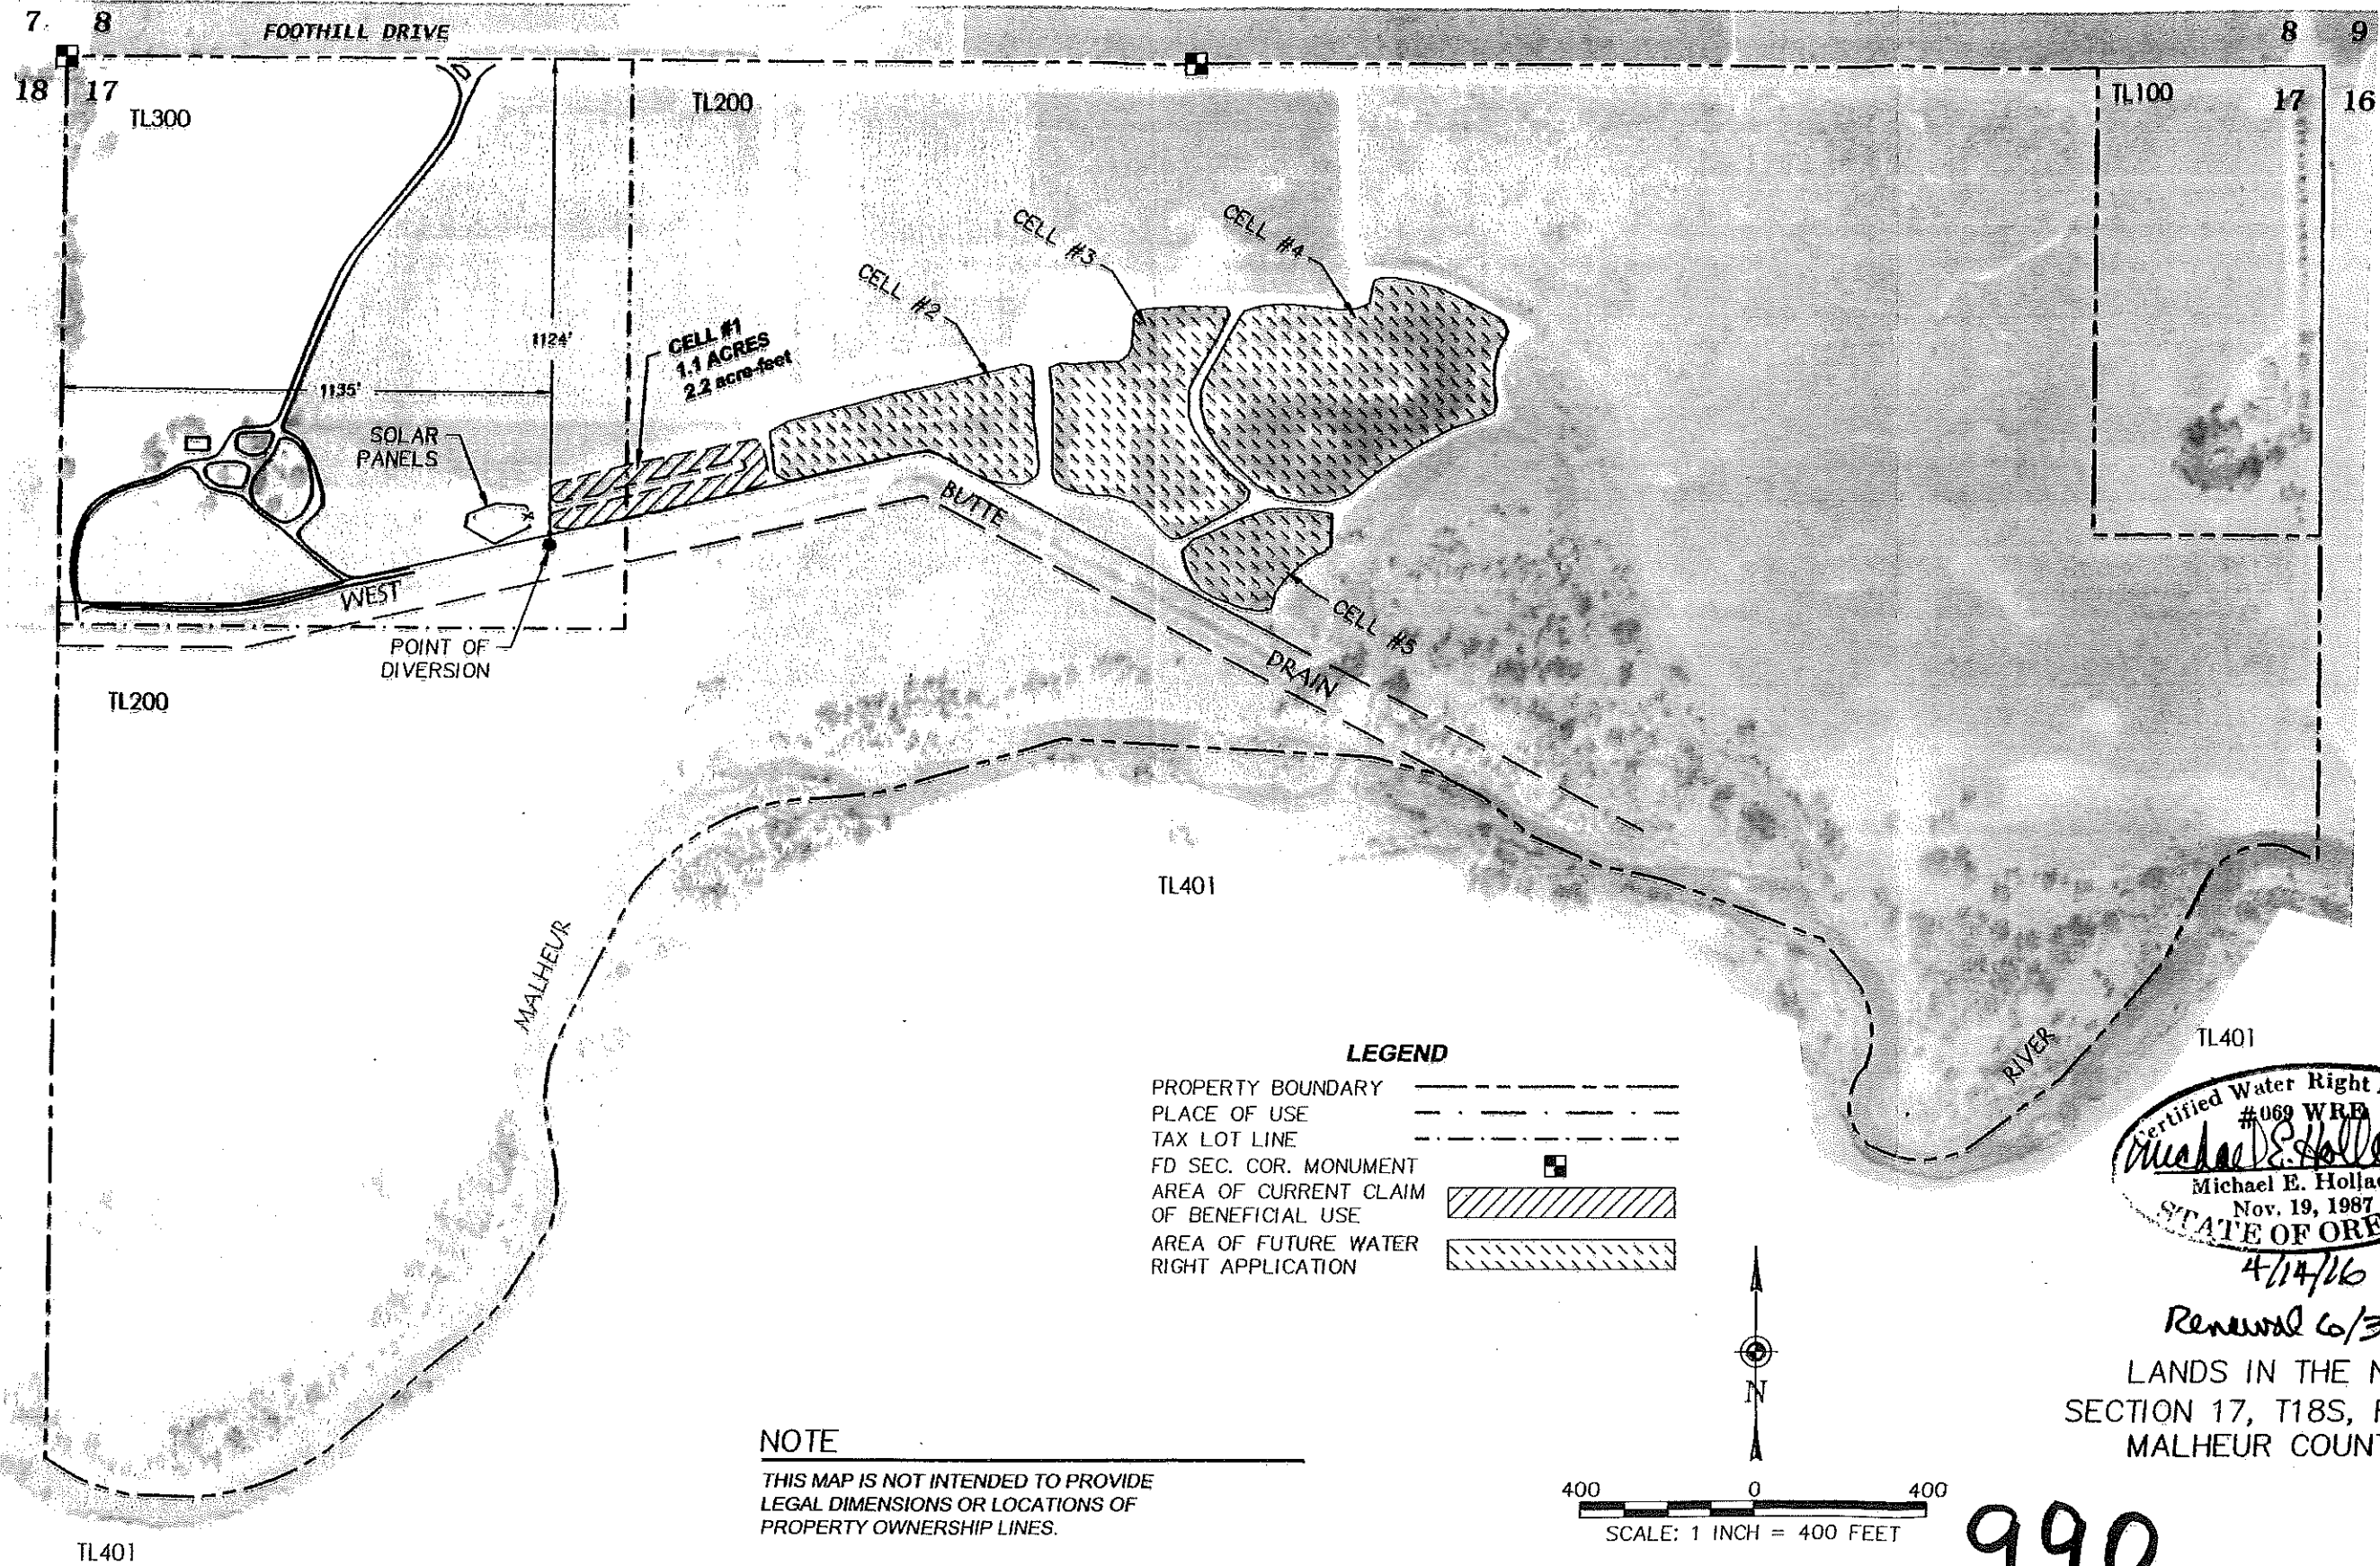 7 8
FOOTHILL DRIVE
8 9
18 17
TL300
TL200
TL100
17 16
CELL #3
CELL #4
CELL #2
1124'
CELL #1
1.1 ACRES
2.2 acre-feet
1135'
SOLAR
PANELS
BUTTE
WEST
CELL #5
POINT OF
DIVERSION
DRAIN
TL200
TL401
MALHEUR
RIVER
TL401
LEGEND
PROPERTY BOUNDARY
PLACE OF USE
TAX LOT LINE
FD SEC. COR. MONUMENT
AREA OF CURRENT CLAIM
OF BENEFICIAL USE
AREA OF FUTURE WATER
RIGHT APPLICATION
Certified Water Right
#069 WRE
Michael E.
Michael E.
Nov. 19, 1987
STATE OF
4/14/16
Renewal
LANDS IN THE
SECTION 17, T18S,
MALHEUR
N
NOTE
THIS MAP IS NOT INTENDED TO PROVIDE
LEGAL DIMENSIONS OR LOCATIONS OF
PROPERTY OWNERSHIP LINES.
400 0 400
SCALE: 1 INCH = 400 FEET
990
TL401